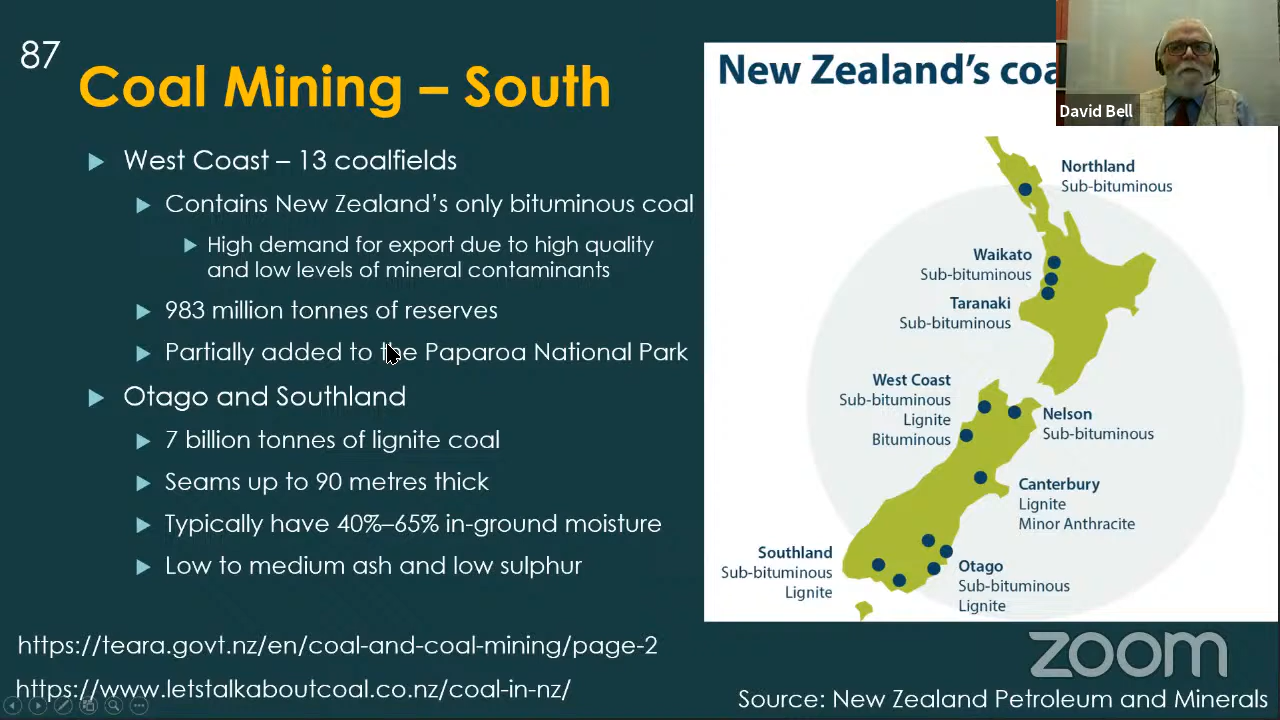 87
Coal Mining – South
West Coast – 13 coalfields
Contains New Zealand's only bituminous coal
High demand for export due to high quality
and low levels of mineral contaminants
983 million tonnes of reserves
Partially added to the Paparoa National Park
Otago and Southland
7 billion tonnes of lignite coal
Seams up to 90 metres thick
Typically have 40%–65% in-ground moisture
Low to medium ash and low sulphur
https://teara.govt.nz/en/coal-and-coal-mining/page-2
https://www.letstalkaboutcoal.co.nz/coal-in-nz/
New Zealand's coa
David Bell
Northland
Sub-bituminous
Waikato
Sub-bituminous
Taranaki
Sub-bituminous
West Coast
Sub-bituminous
Lignite
Bituminous
Nelson
Sub-bituminous
Canterbury
Lignite
Minor Anthracite
Southland
Sub-bituminous
Lignite
Otago
Sub-bituminous
Lignite
zoom
Source: New Zealand Petroleum and Minerals